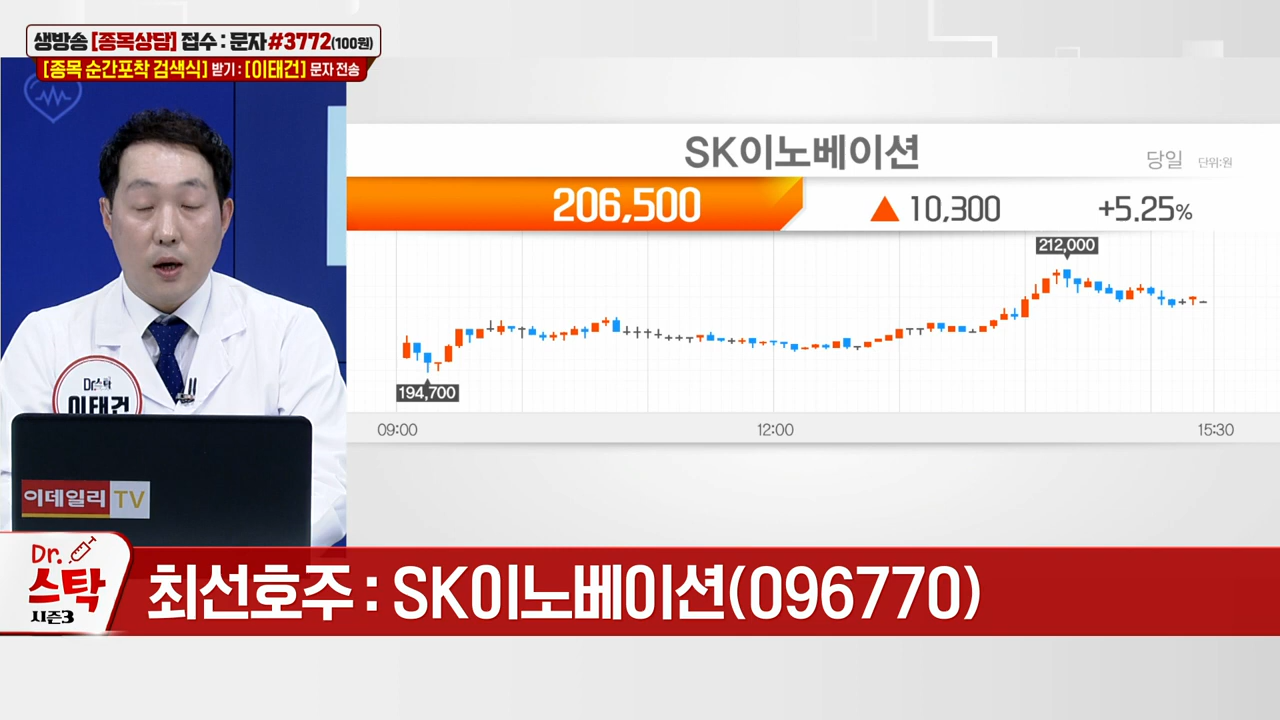 생방송 [종목상담] 접수 : 문자#3772(100원)
[종목 순간포착 검색식] 받기 : [이태건] 문자 전송
SK이노베이션
당일 단위:원
206,500 ▲ 10,300 +5.25%
212,000
194,700
09:00 12:00 15:30
Dr.스탁
이태건
이데일리 TV
Dr.
스탁
시즌3
최선호주 : SK이노베이션(096770)